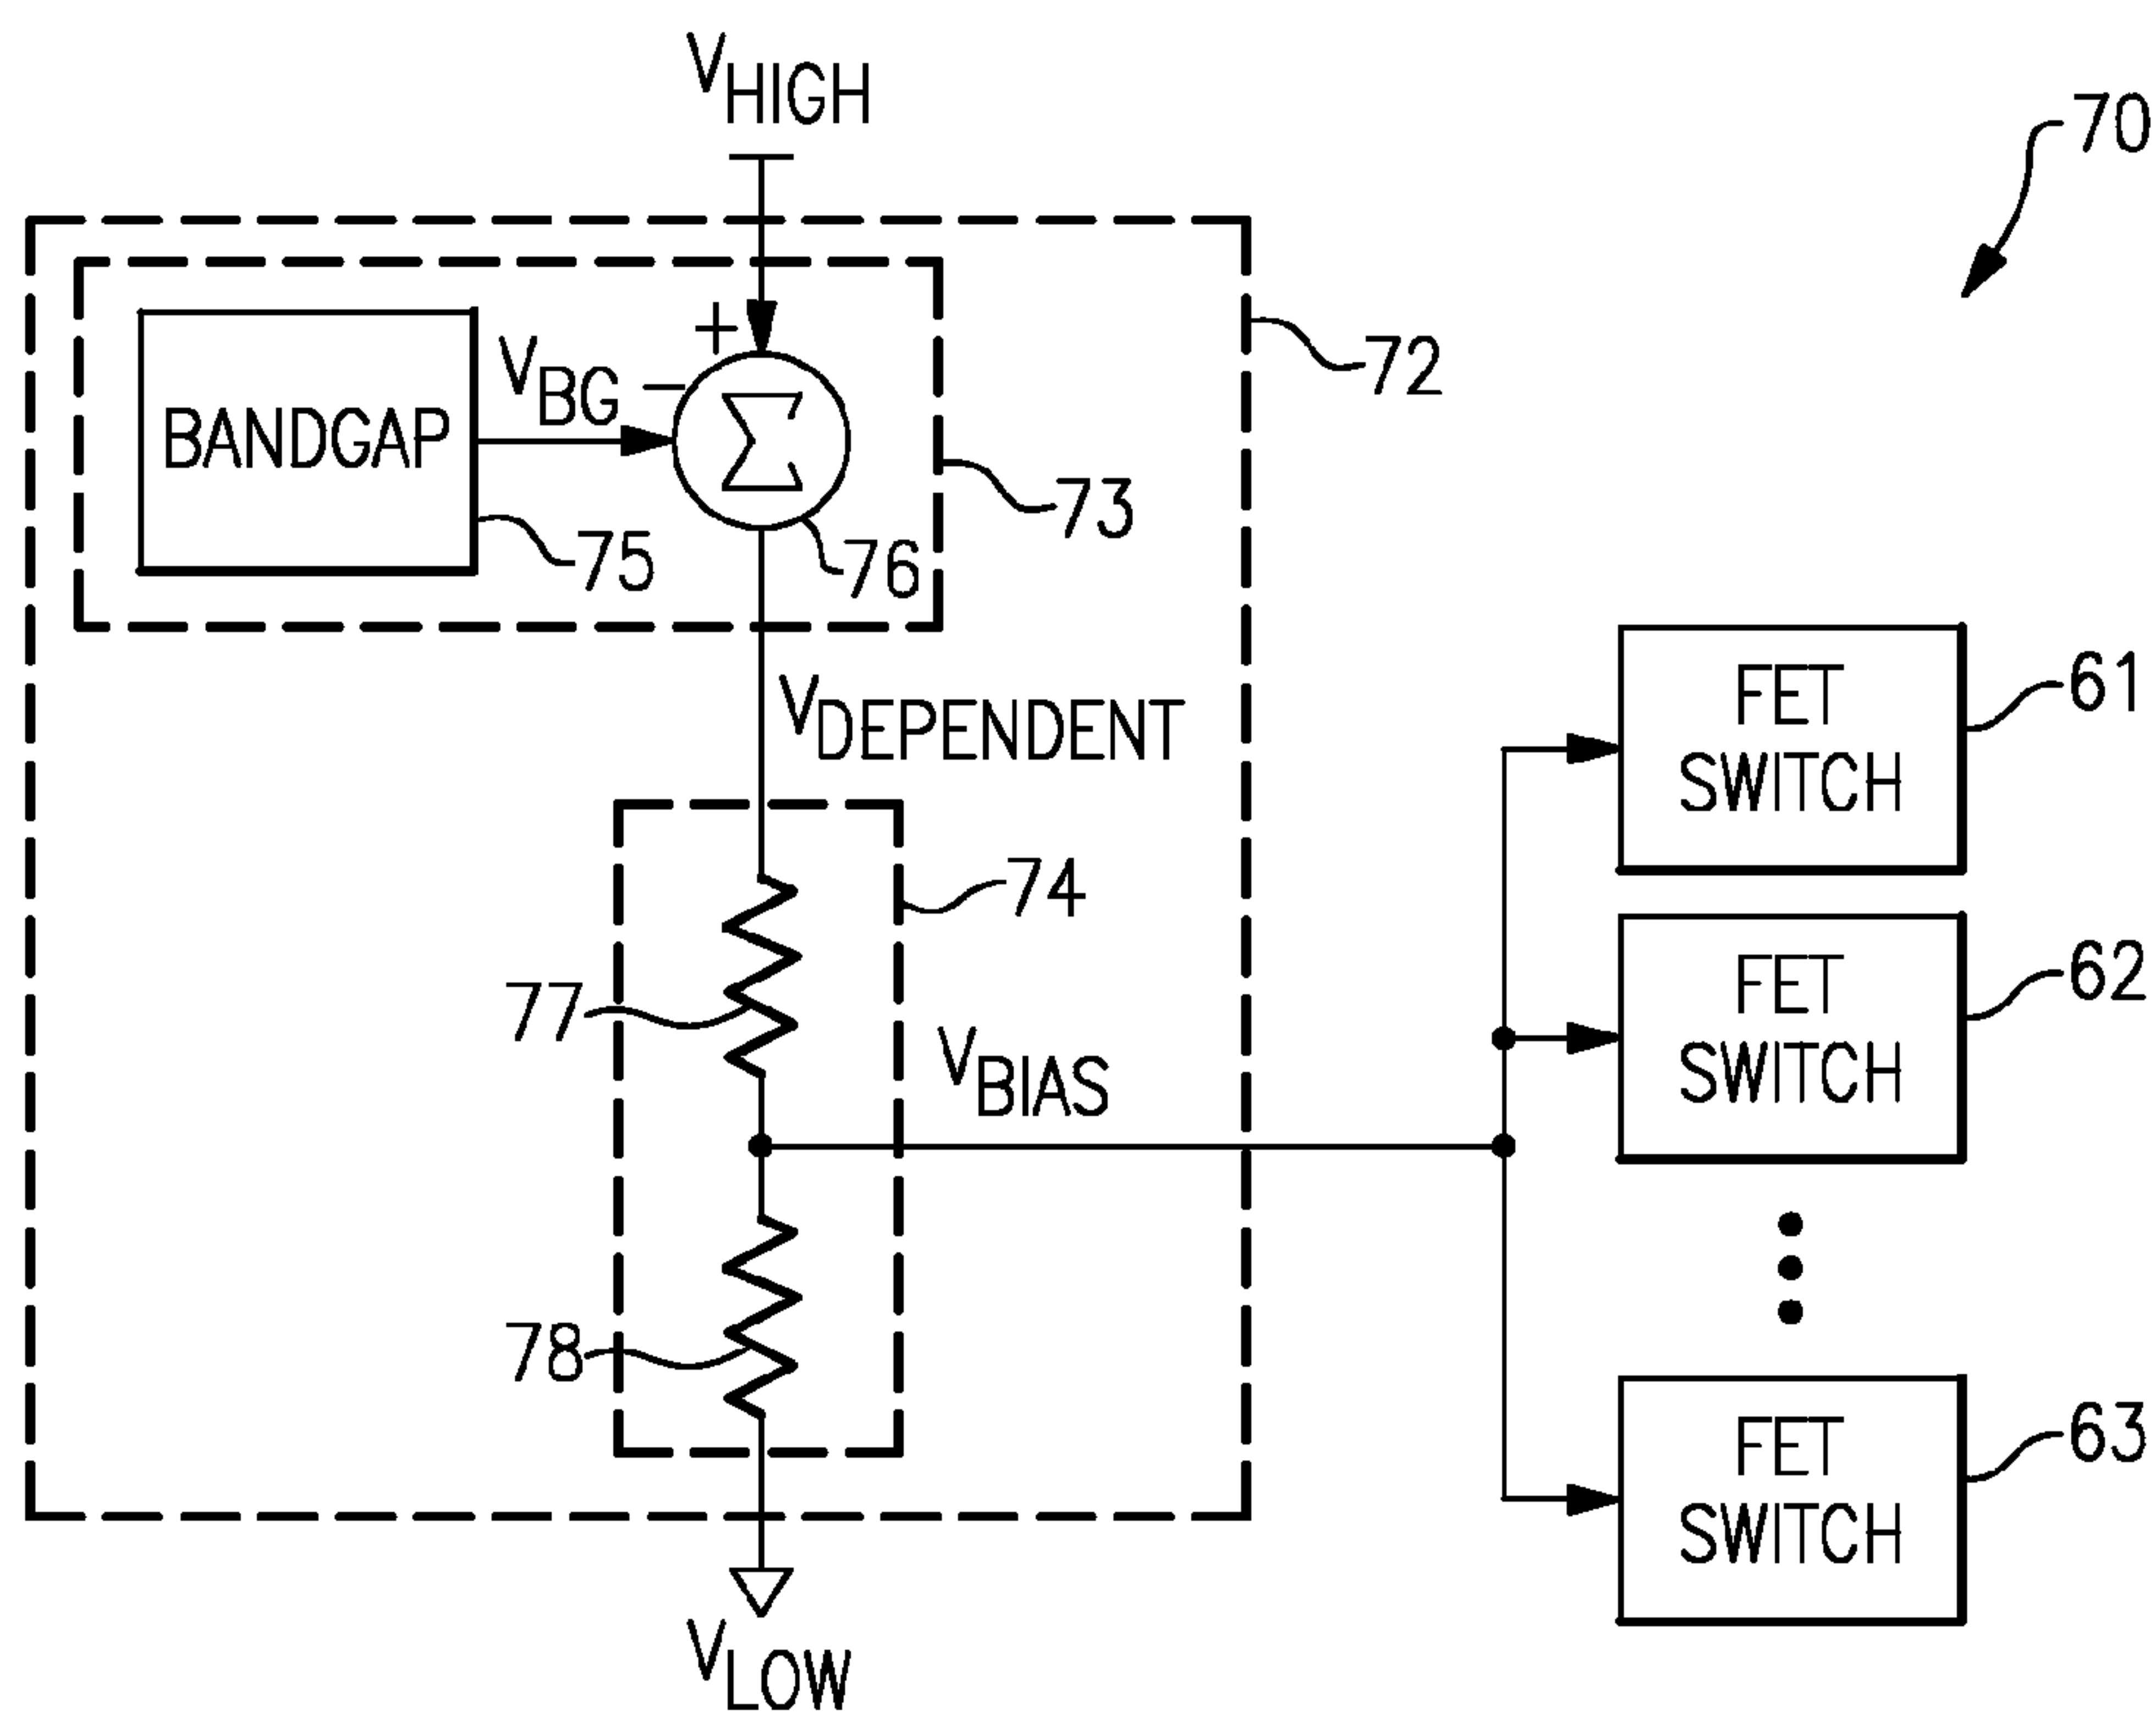 VHIGH
70
72
+
VBG
−
BANDGAP
Σ
73
75
76
VDEPENDENT
61
FET
SWITCH
74
62
FET
SWITCH
77
VBIAS
78
63
FET
SWITCH
VLOW